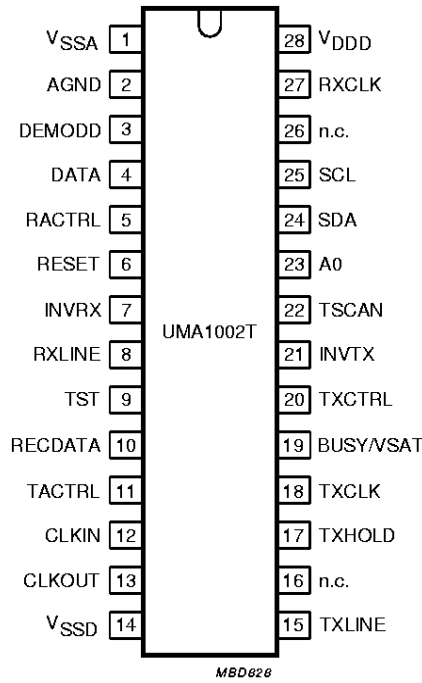 VSSA 1 28 VDDD
AGND 2 27 RXCLK
DEMODD 3 26 n.c.
DATA 4 25 SCL
RACTRL 5 24 SDA
RESET 6 23 A0
INVRX 7 22 TSCAN
UMA1002T
RXLINE 8 21 INVTX
TST 9 20 TXCTRL
RECDATA 10 19 BUSY/VSAT
TACTRL 11 18 TXCLK
CLKIN 12 17 TXHOLD
CLKOUT 13 16 n.c.
VSSD 14 15 TXLINE
MBD828